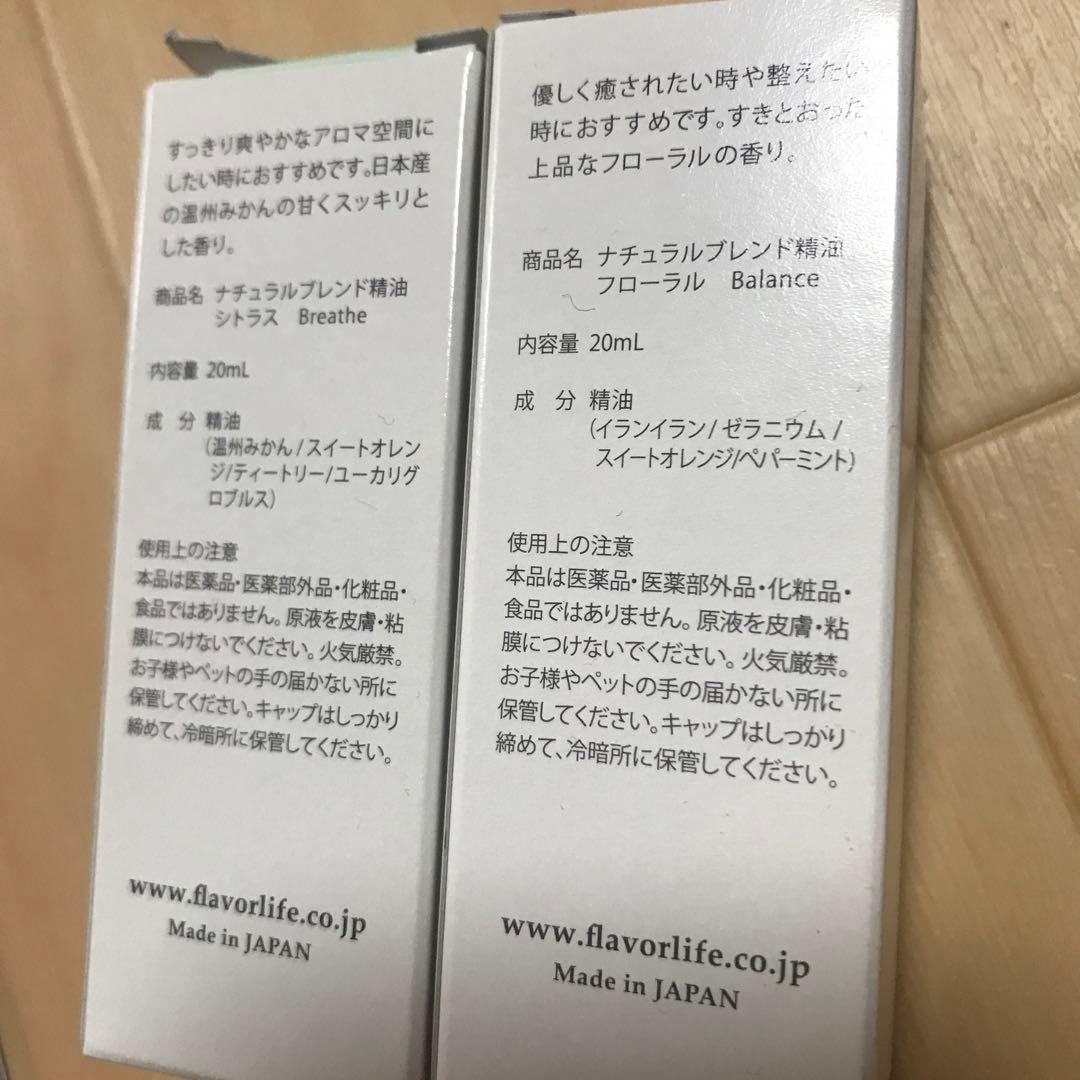 すっきり爽やかなアロマ空間に
したい時におすすめです。日本産
の温州みかんの甘くスッキリと
した香り。
商品名 ナチュラルブレンド精油
シトラス Breathe
内容量 20mL
成 分 精油
(温州みかん/スイートオレン
ジ/ティートリー/ユーカリグ
ロブルス)
使用上の注意
本品は医薬品・医薬部外品・化粧品・
食品ではありません。原液を皮膚・粘
膜につけないでください。火気厳禁。
お子様やペットの手の届かない所に
保管してください。キャップはしっかり
締めて、冷暗所に保管してください。
www.flavorlife.co.jp
Made in JAPAN
優しく癒されたい時や整えたい
時におすすめです。すきとおった
上品なフローラルの香り。
商品名 ナチュラルブレンド精油
フローラル Balance
内容量 20mL
成 分 精油
(イランイラン/ゼラニウム/
スイートオレンジ/ペパーミント)
使用上の注意
本品は医薬品・医薬部外品・化粧品・
食品ではありません。原液を皮膚・粘
膜につけないでください。火気厳禁。
お子様やペットの手の届かない所に
保管してください。キャップはしっかり
締めて、冷暗所に保管してください。
www.flavorlife.co.jp
Made in JAPAN